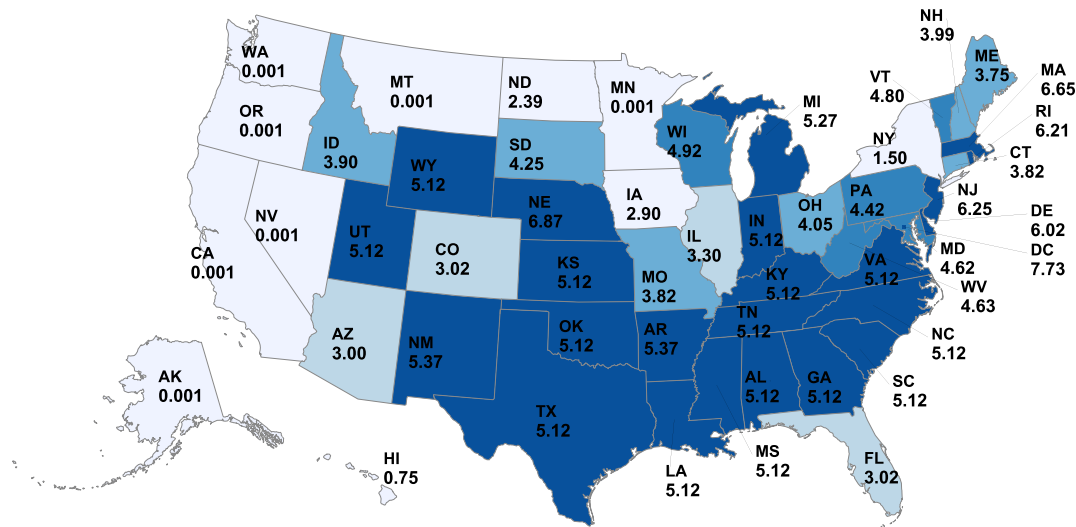 WA
0.001
MT
0.001
ND
2.39
MN
0.001
NH
3.99
ME
3.75
VT
4.80
MA
6.65
RI
6.21
CT
3.82
OR
0.001
ID
3.90
SD
4.25
WI
4.92
MI
5.27
NY
1.50
WY
5.12
NE
6.87
IA
2.90
PA
4.42
NJ
6.25
DE
6.02
DC
7.73
NV
0.001
UT
5.12
CO
3.02
KS
5.12
MO
3.82
IL
3.30
IN
5.12
OH
4.05
MD
4.62
WV
4.63
CA
0.001
VA
5.12
KY
5.12
AZ
3.00
NM
5.37
OK
5.12
AR
5.37
TN
5.12
NC
5.12
SC
5.12
AK
0.001
TX
5.12
AL
5.12
GA
5.12
HI
0.75
LA
5.12
MS
5.12
FL
3.02